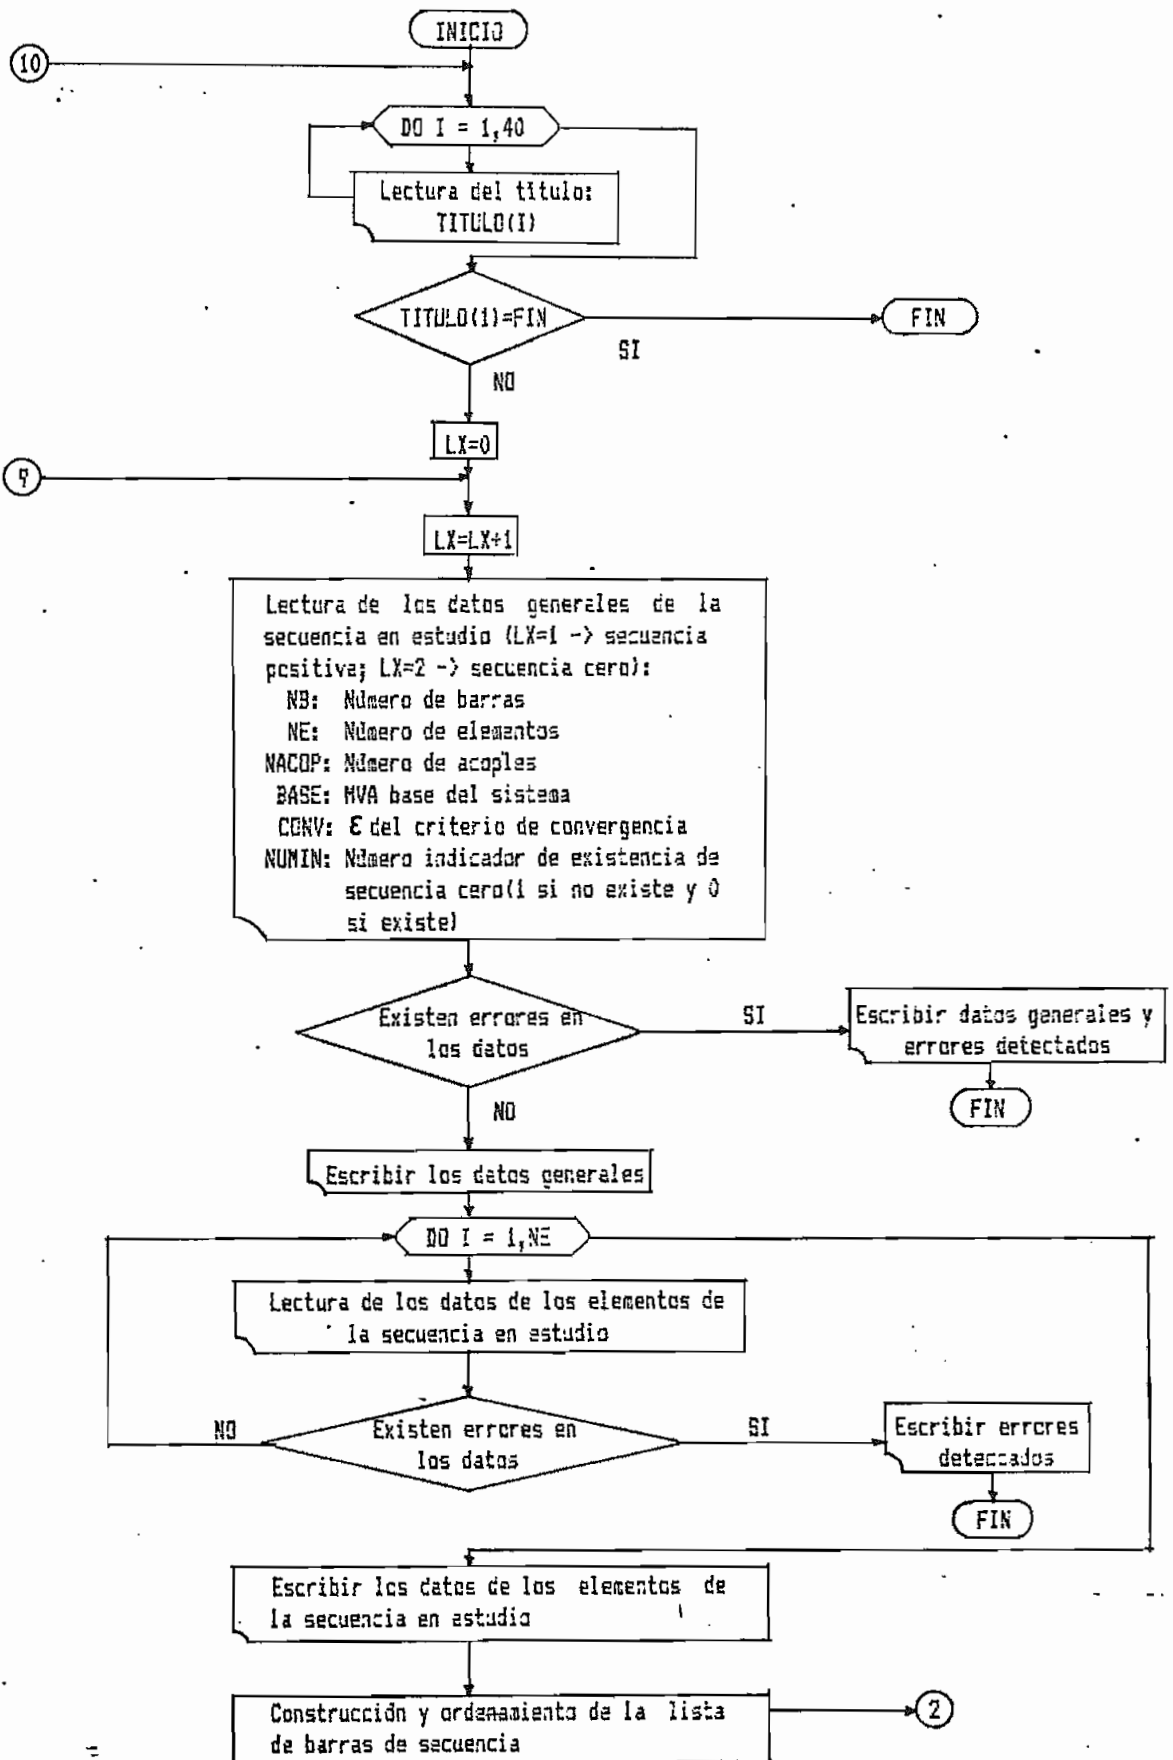 INICIO
10
DO I = 1,40
Lectura del título:
TITULO(I)
TITULO(1)=FIN
FIN
SI
NO
LX=0
9
LX=LX+1
Lectura de los datos generales de la
secuencia en estudio (LX=1 -> secuencia
positiva; LX=2 -> secuencia cero):
NB: Número de barras
NE: Número de elementos
NACOP: Número de acoples
BASE: MVA base del sistema
CONV: ε del criterio de convergencia
NUMIN: Número indicador de existencia de
secuencia cero(1 si no existe y 0
si existe)
Existen errores en
los datos
SI
Escribir datos generales y
errores detectados
FIN
NO
Escribir los datos generales
DO I = 1,NE
Lectura de los datos de los elementos de
la secuencia en estudio
NO
Existen errores en
los datos
SI
Escribir errores
detectados
FIN
Escribir los datos de los elementos de
la secuencia en estudio
Construcción y ordenamiento de la lista
de barras de secuencia
2